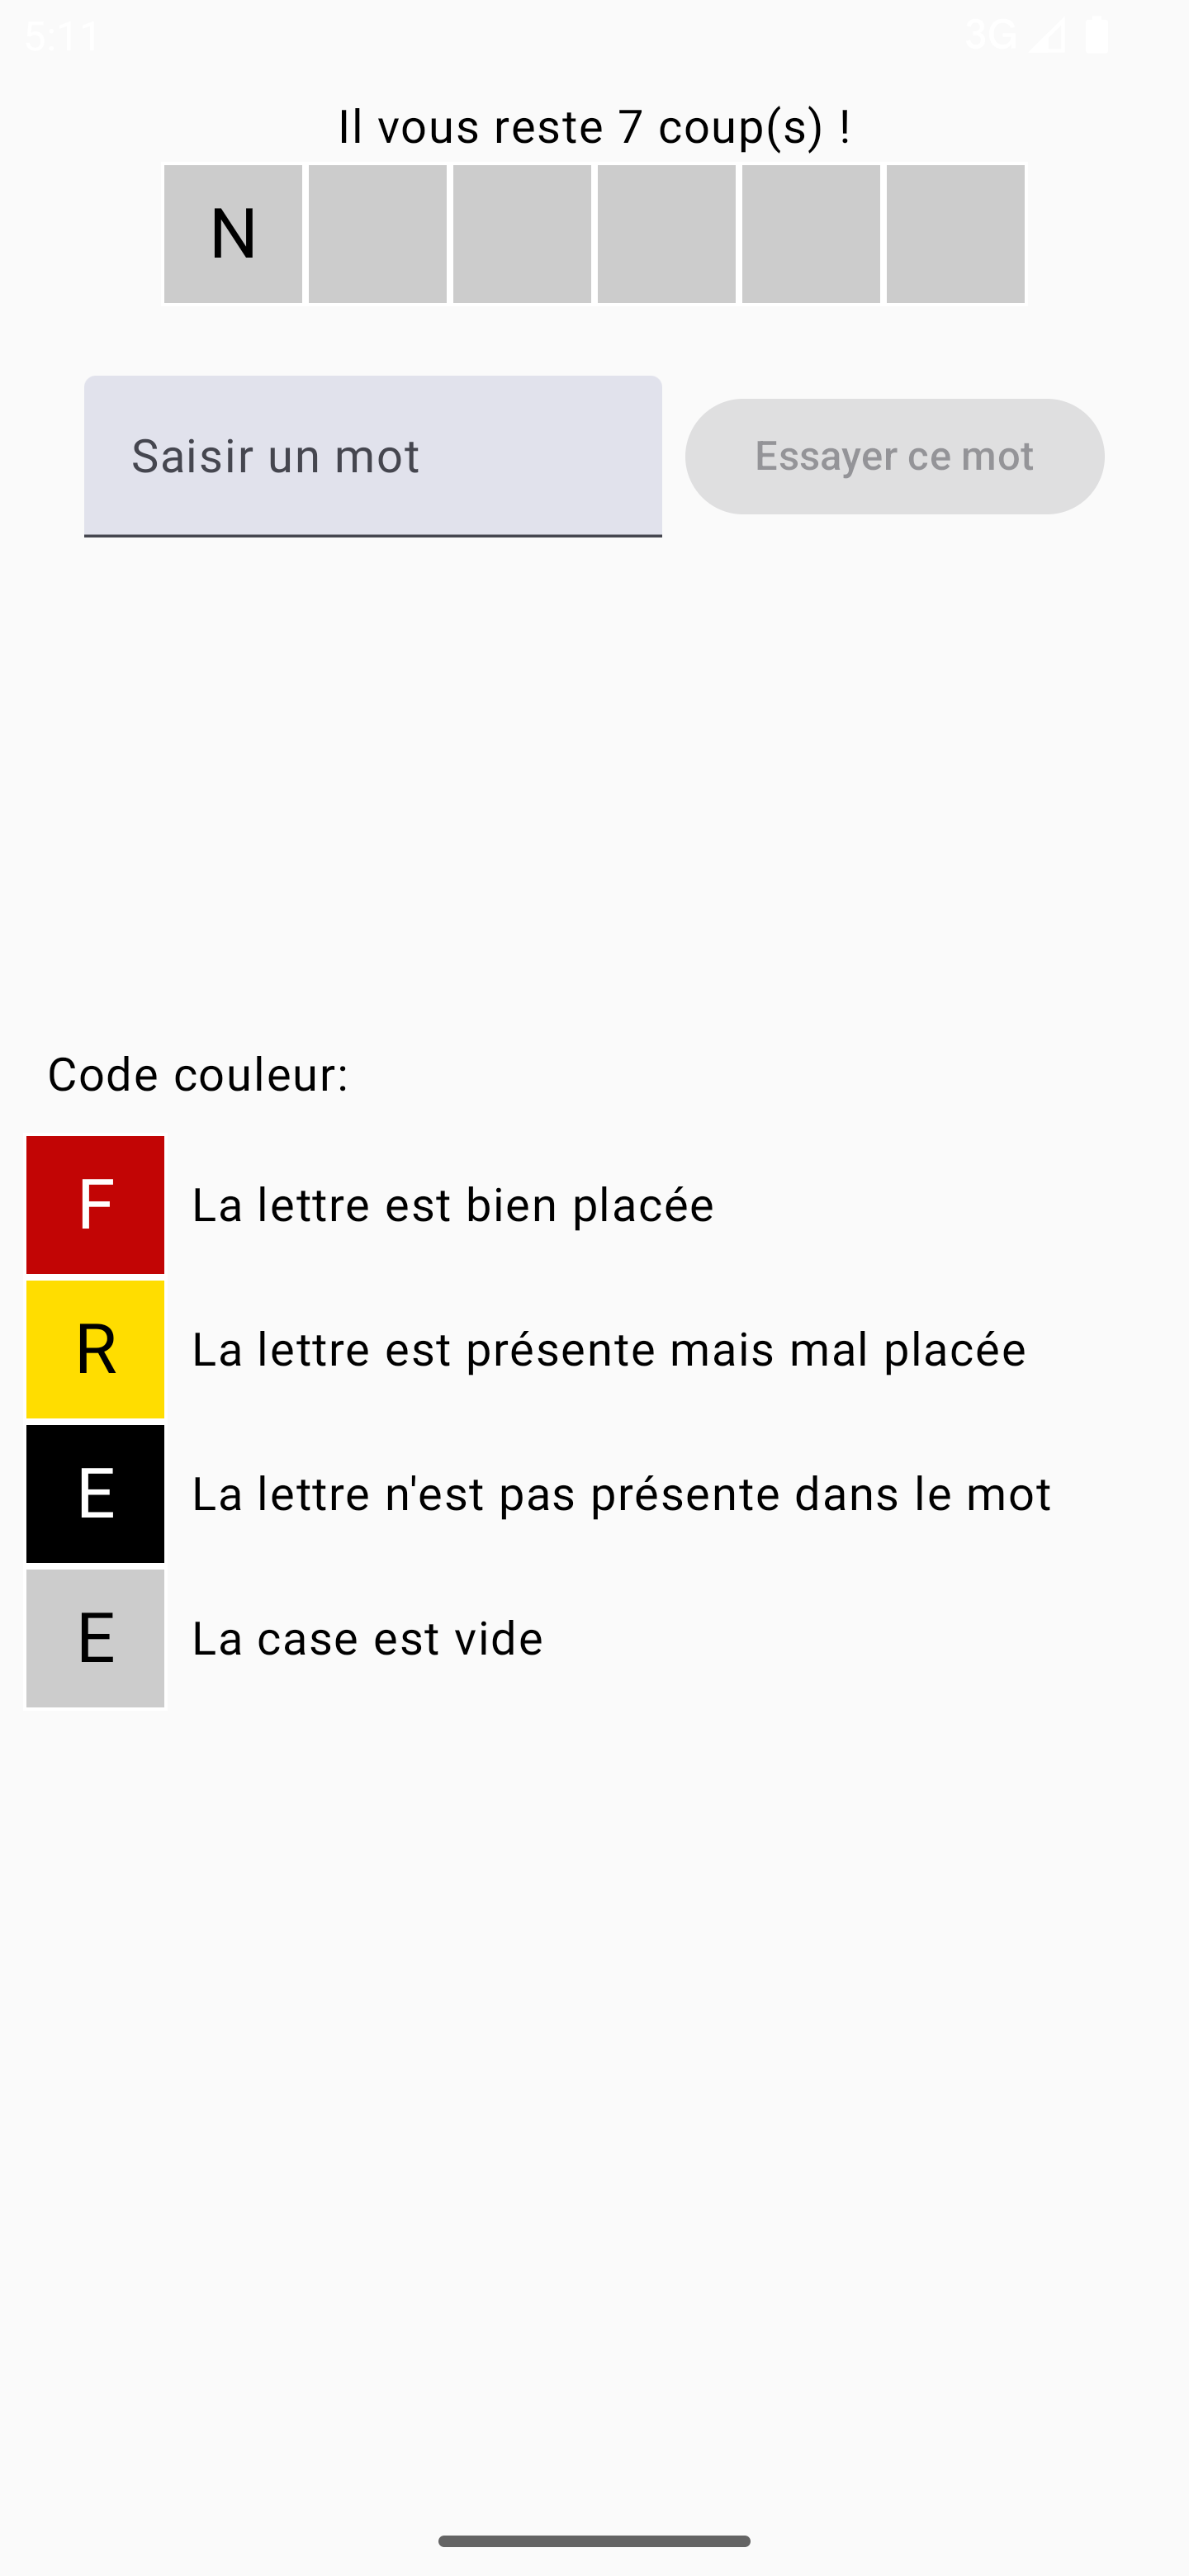 5:11 3G
Il vous reste 7 coup(s) !
N
Saisir un mot
Essayer ce mot
Code couleur:
F La lettre est bien placée
R La lettre est présente mais mal placée
E La lettre n'est pas présente dans le mot
E La case est vide